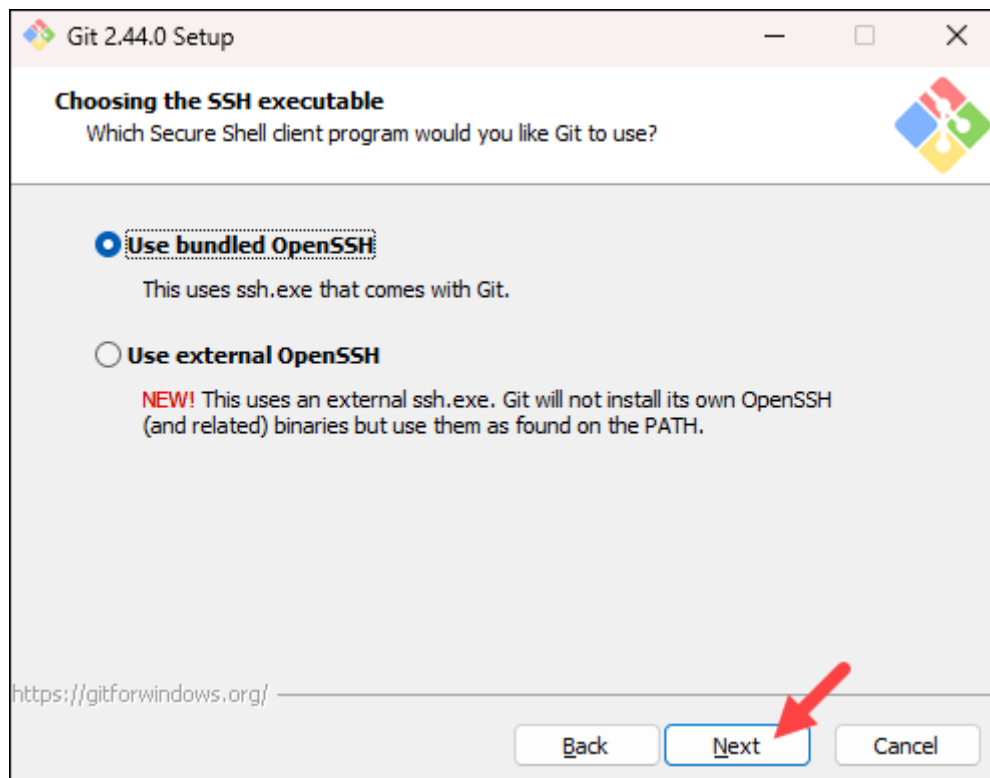 Git 2.44.0 Setup
Choosing the SSH executable
Which Secure Shell client program would you like Git to use?
Use bundled OpenSSH
This uses ssh.exe that comes with Git.
Use external OpenSSH
NEW! This uses an external ssh.exe. Git will not install its own OpenSSH
(and related) binaries but use them as found on the PATH.
https://gitforwindows.org/
Back Next Cancel